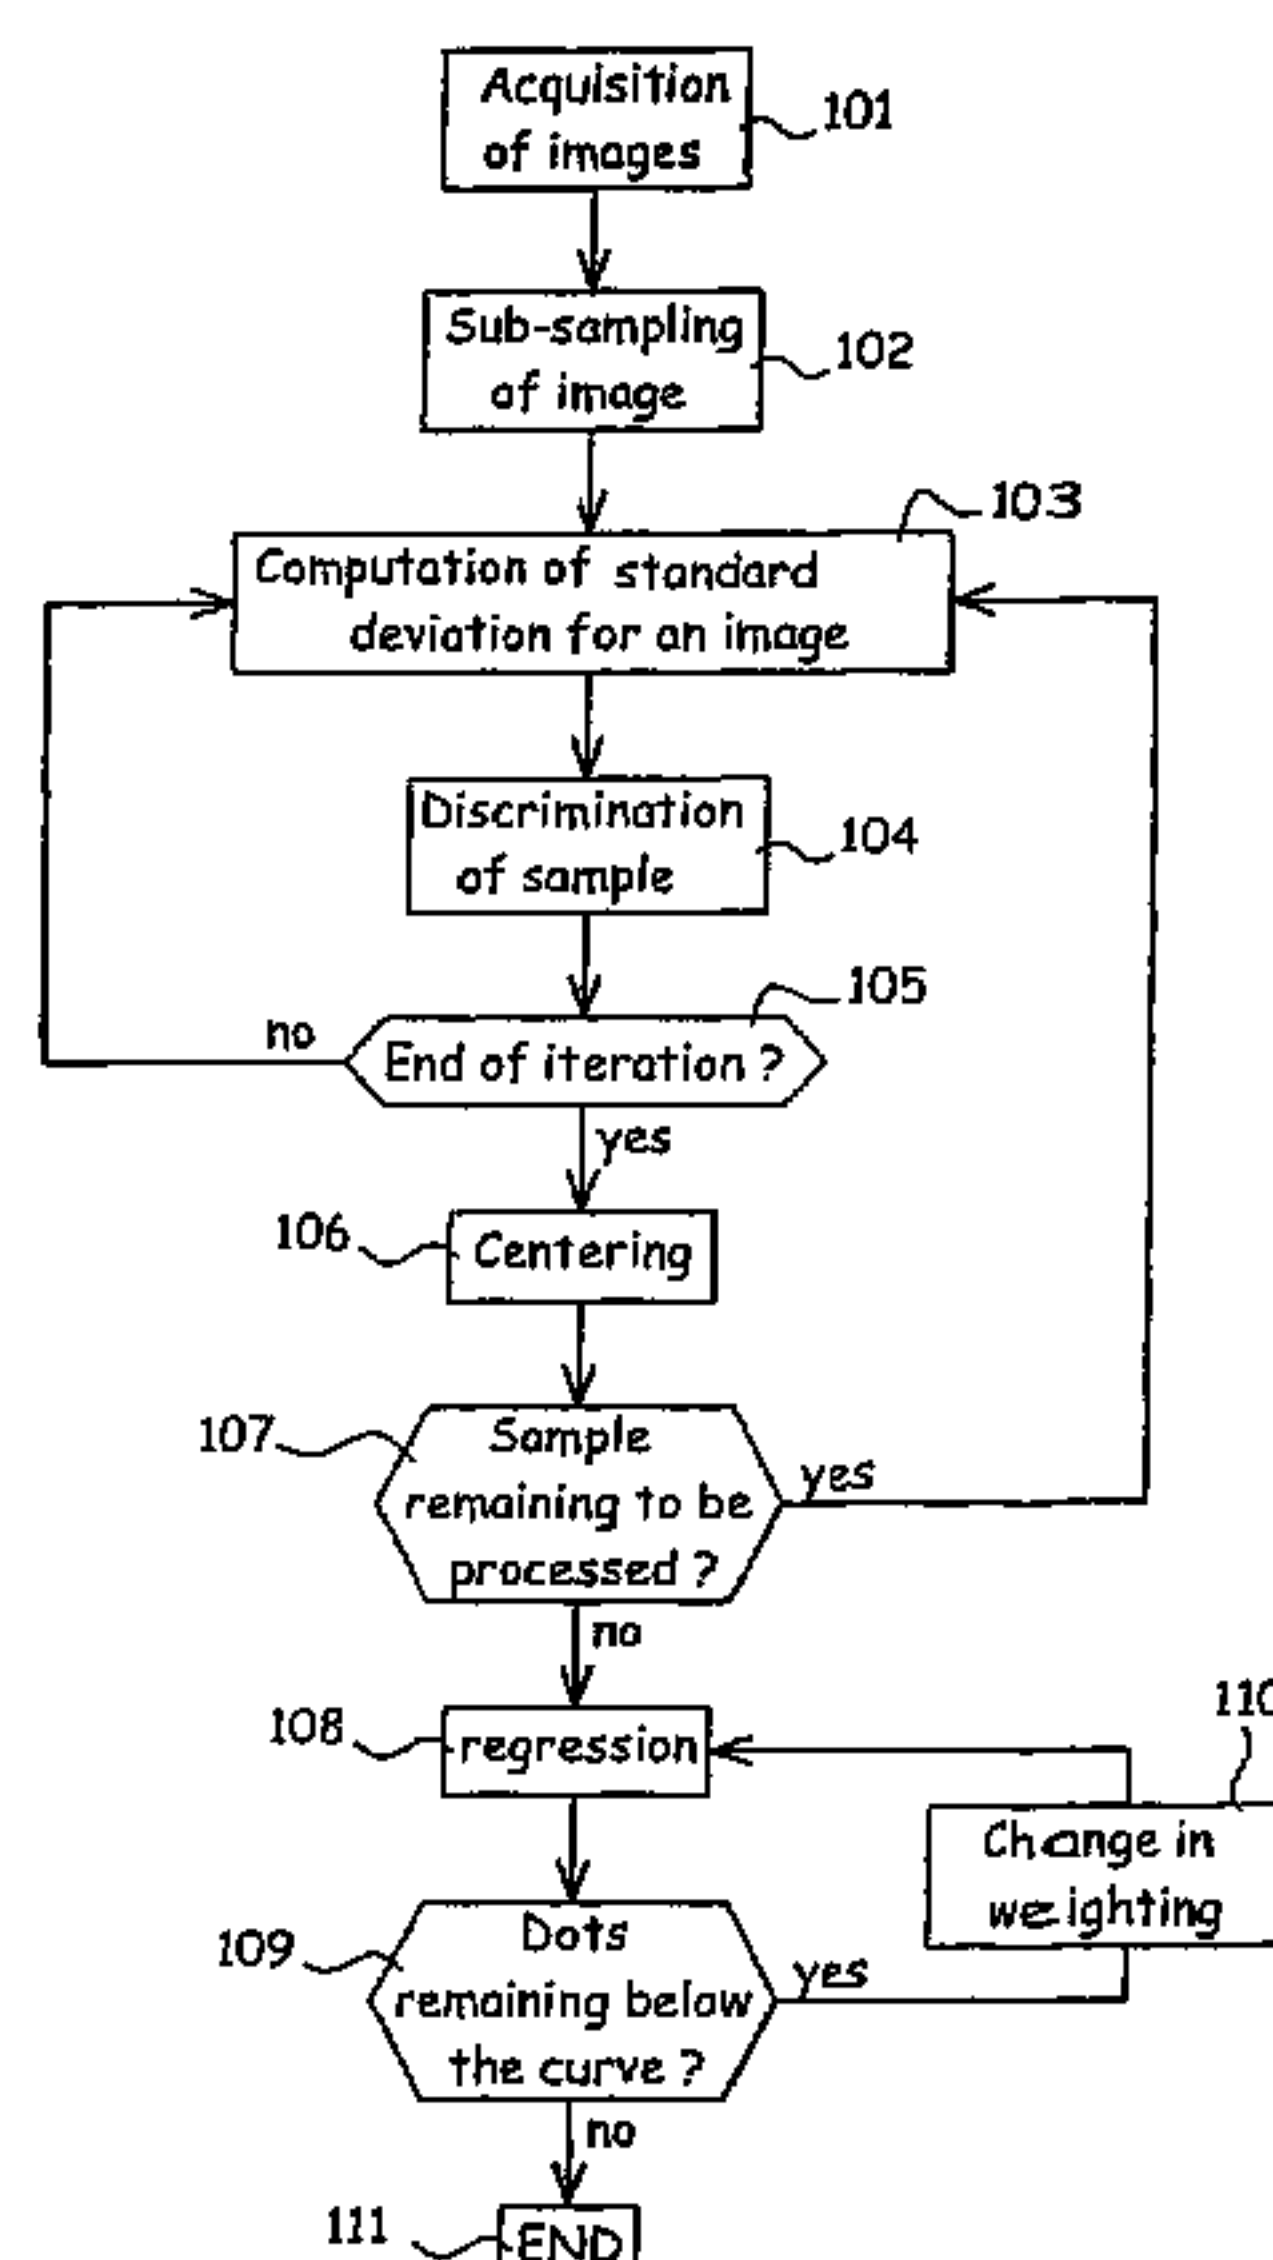 Acquisition
of images
101
Sub-sampling
of image
102
103
Computation of standard
deviation for an image
Discrimination
of sample
104
105
no
End of iteration ?
yes
106
Centering
107
Sample
remaining to be
processed ?
yes
no
108
regression
110
Change in
weighting
109
Dots
remaining below
the curve ?
yes
no
111
END